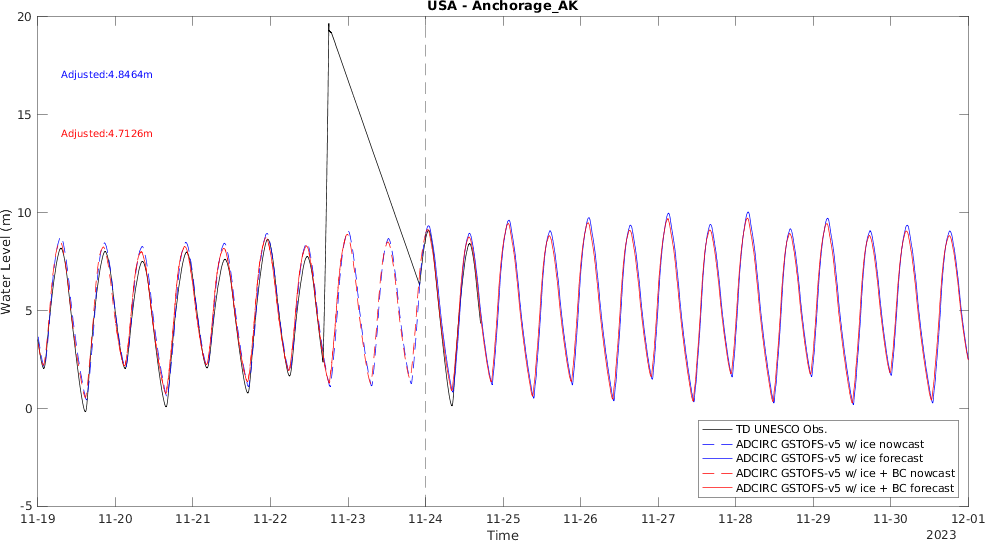 USA - Anchorage_AK
20
15
10
5
0
-5
Water Level (m)
Adjusted:4.8464m
Adjusted:4.7126m
TD UNESCO Obs.
ADCIRC GSTOFS-v5 w/ ice nowcast
ADCIRC GSTOFS-v5 w/ ice forecast
ADCIRC GSTOFS-v5 w/ ice + BC nowcast
ADCIRC GSTOFS-v5 w/ ice + BC forecast
11-19 11-20 11-21 11-22 11-23 11-24 11-25 11-26 11-27 11-28 11-29 11-30 12-01
Time
2023